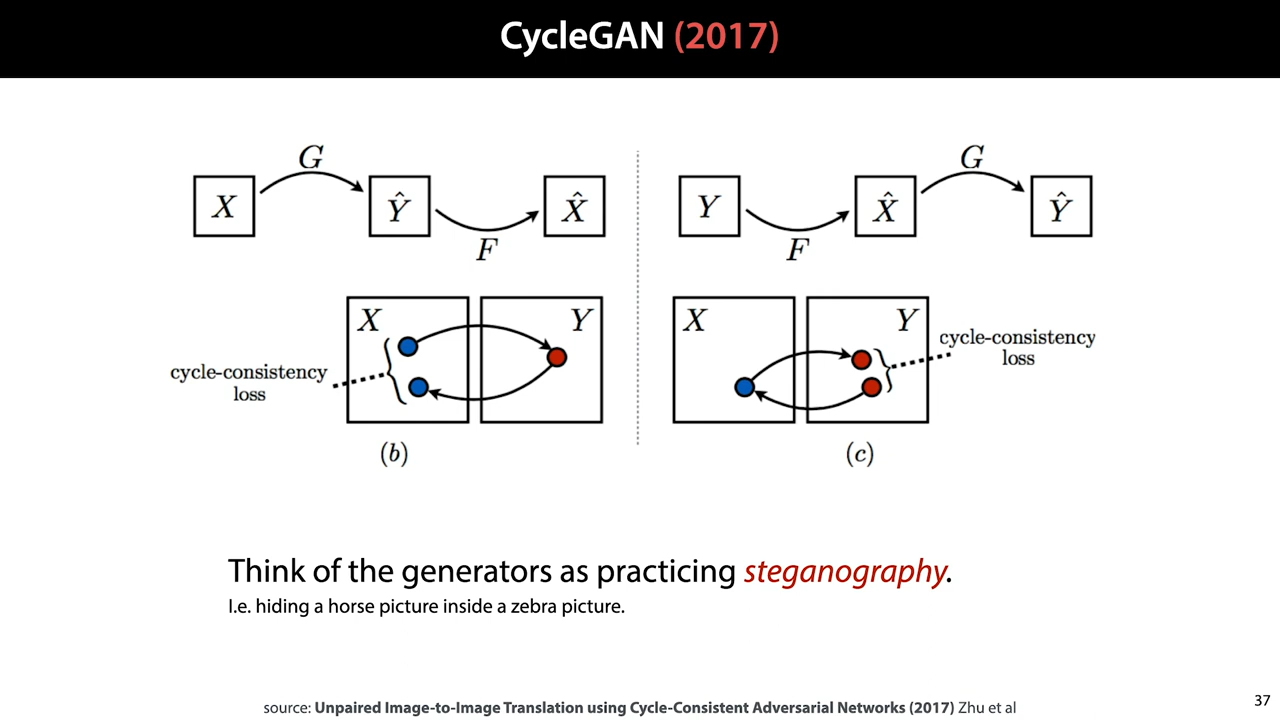 CycleGAN (2017)
G
X
Ŷ
X̂
F
G
Y
X̂
Ŷ
F
X
Y
cycle-consistency
loss
(b)
X
Y
cycle-consistency
loss
(c)
Think of the generators as practicing steganography.
I.e. hiding a horse picture inside a zebra picture.
source: Unpaired Image-to-Image Translation using Cycle-Consistent Adversarial Networks (2017) Zhu et al
37